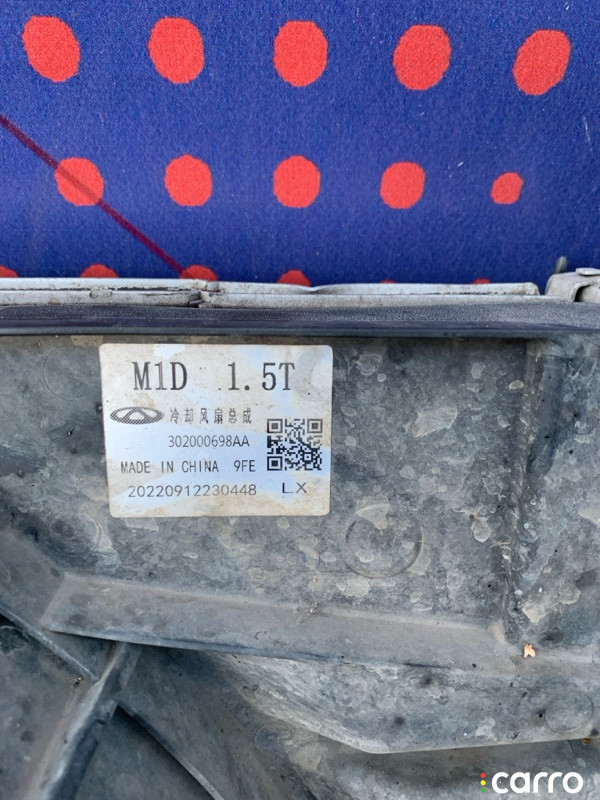 M1D 1.5T
冷却风扇总成
302000698AA
MADE IN CHINA 9FE
20220912230448 LX
carro